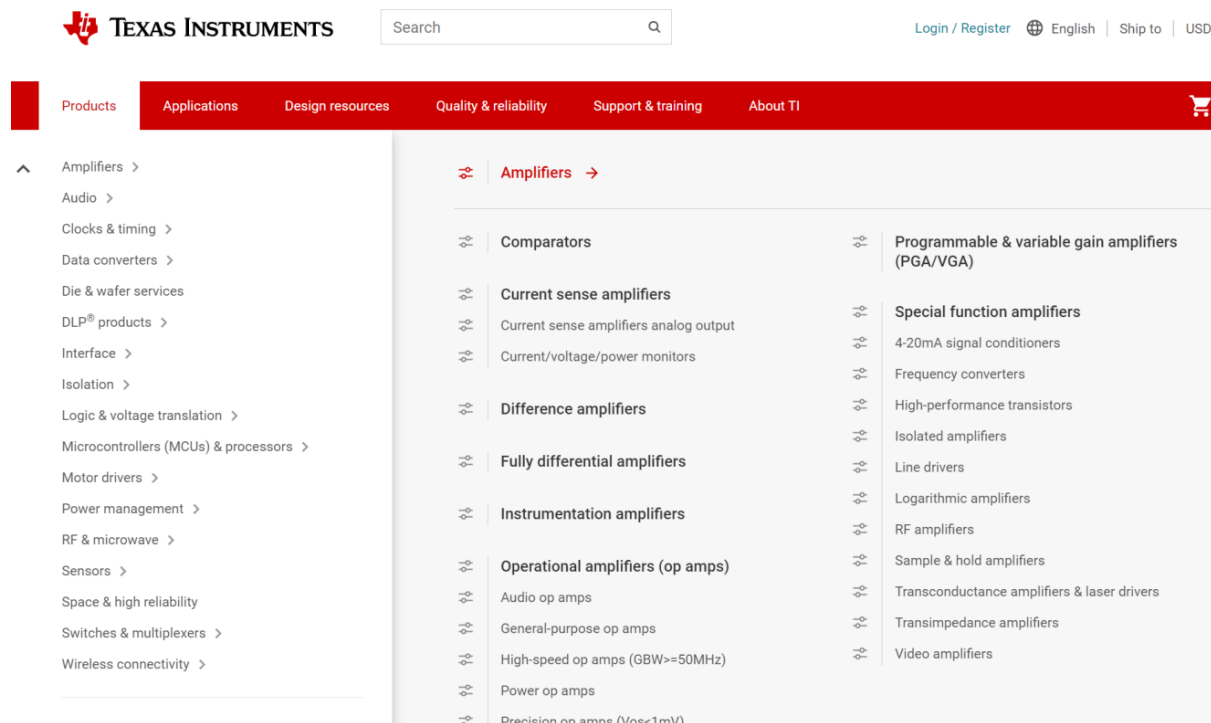 TEXAS INSTRUMENTS
Search
Login / Register English Ship to USD
Products Applications Design resources Quality & reliability Support & training About TI
Amplifiers
Audio
Clocks & timing
Data converters
Die & wafer services
DLP® products
Interface
Isolation
Logic & voltage translation
Microcontrollers (MCUs) & processors
Motor drivers
Power management
RF & microwave
Sensors
Space & high reliability
Switches & multiplexers
Wireless connectivity
Amplifiers
Comparators
Current sense amplifiers
Current sense amplifiers analog output
Current/voltage/power monitors
Difference amplifiers
Fully differential amplifiers
Instrumentation amplifiers
Operational amplifiers (op amps)
Audio op amps
General-purpose op amps
High-speed op amps (GBW>=50MHz)
Power op amps
Precision op amps (Vos<1mV)
Programmable & variable gain amplifiers
(PGA/VGA)
Special function amplifiers
4-20mA signal conditioners
Frequency converters
High-performance transistors
Isolated amplifiers
Line drivers
Logarithmic amplifiers
RF amplifiers
Sample & hold amplifiers
Transconductance amplifiers & laser drivers
Transimpedance amplifiers
Video amplifiers